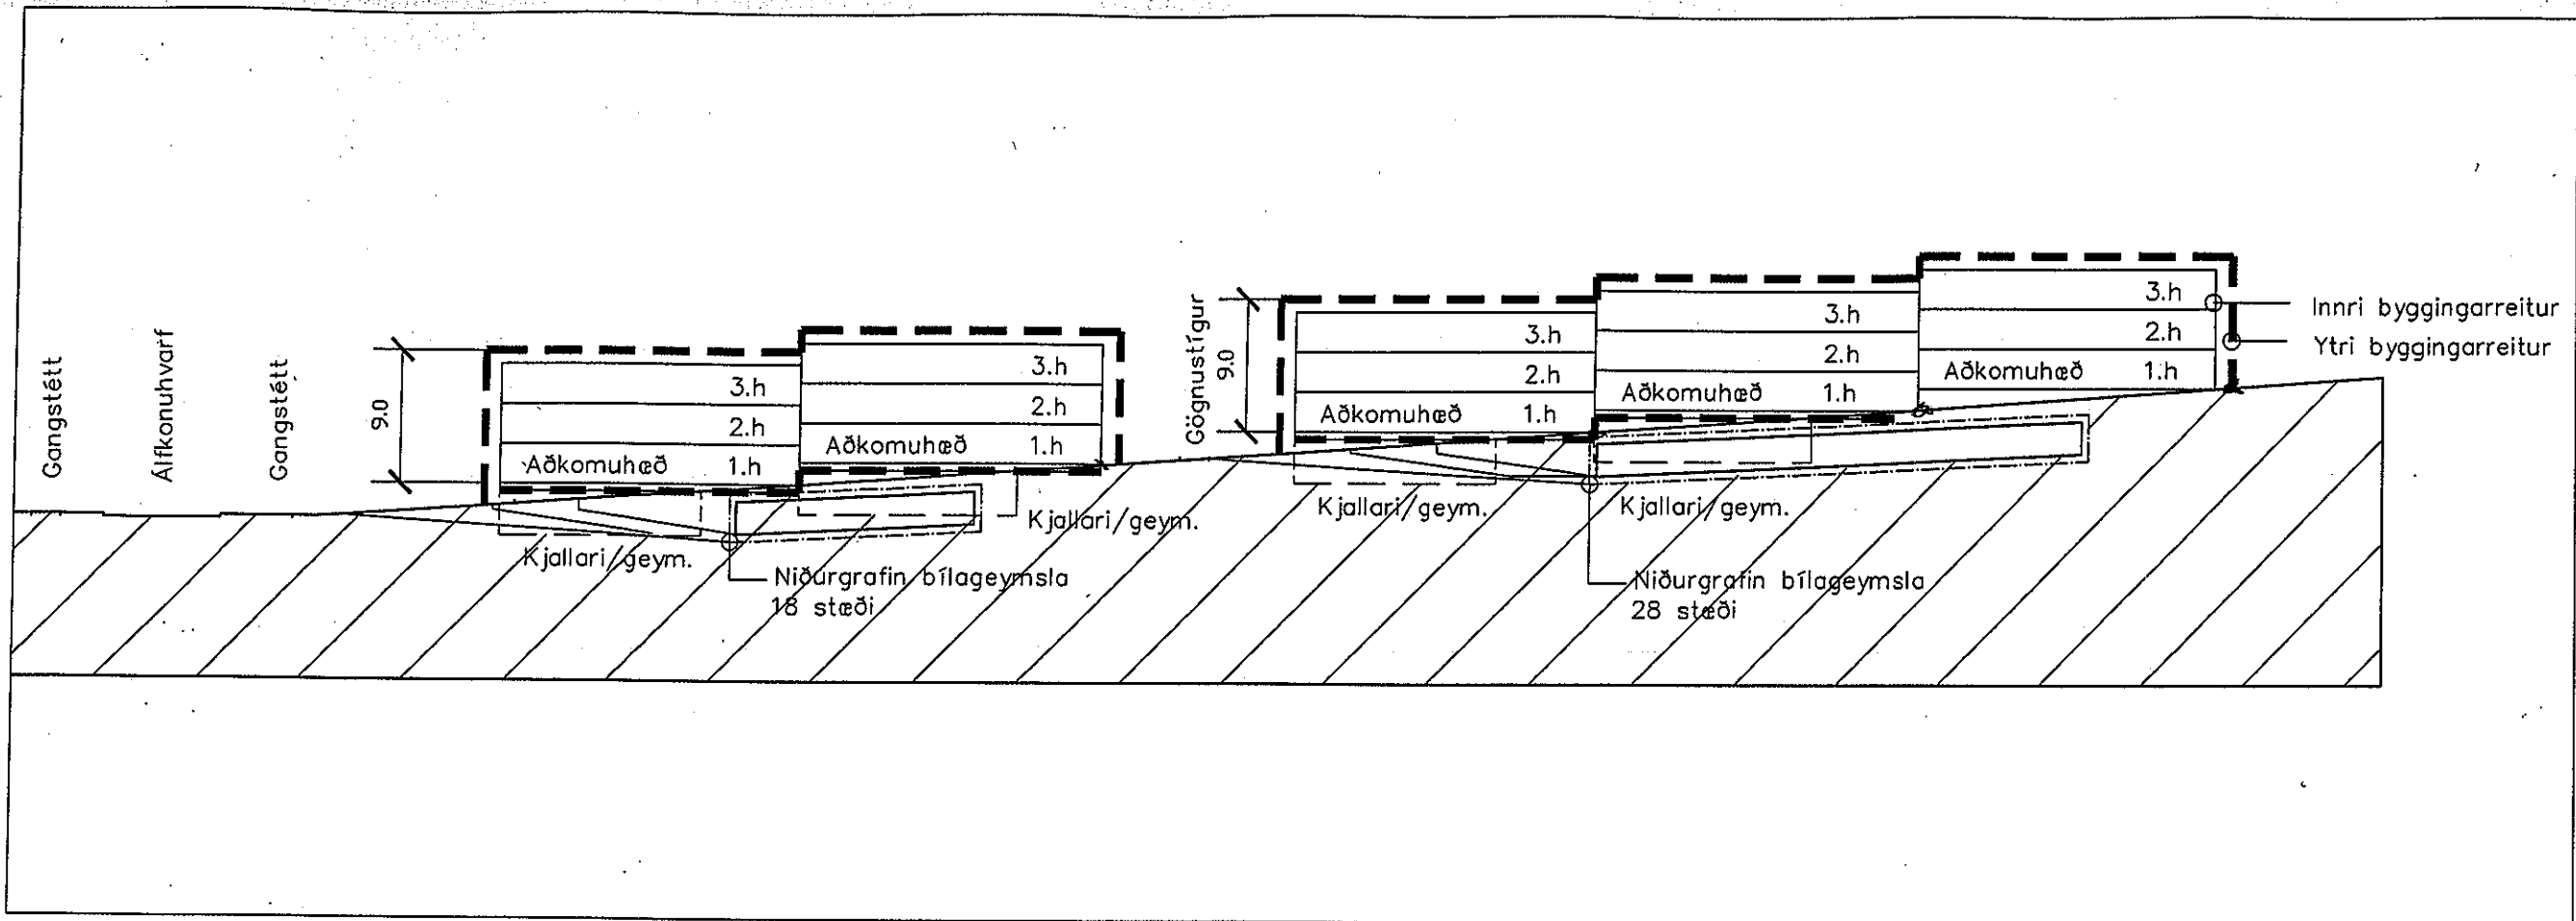 Gangstétt
Álfkonuhvarf
Gangstétt
9.0
3.h
2.h
Aðkomuhæð 1.h
3.h
2.h
Aðkomuhæð 1.h
Kjallari/geym.
Kjallari/geym.
Niðurgrafin bílageymsla
18 stæði
Gögnustígur
9.0
3.h
2.h
Aðkomuhæð 1.h
3.h
2.h
Aðkomuhæð 1.h
3.h
2.h
Aðkomuhæð 1.h
Innri byggingarreitur
Ytri byggingarreitur
Kjallari/geym.
Kjallari/geym.
Niðurgrafin bílageymsla
28 stæði